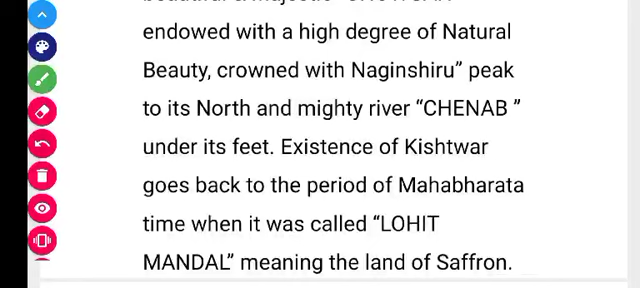 endowed with a high degree of Natural
Beauty, crowned with Naginshiru” peak
to its North and mighty river “CHENAB ”
under its feet. Existence of Kishtwar
goes back to the period of Mahabharata
time when it was called “LOHIT
MANDAL” meaning the land of Saffron.